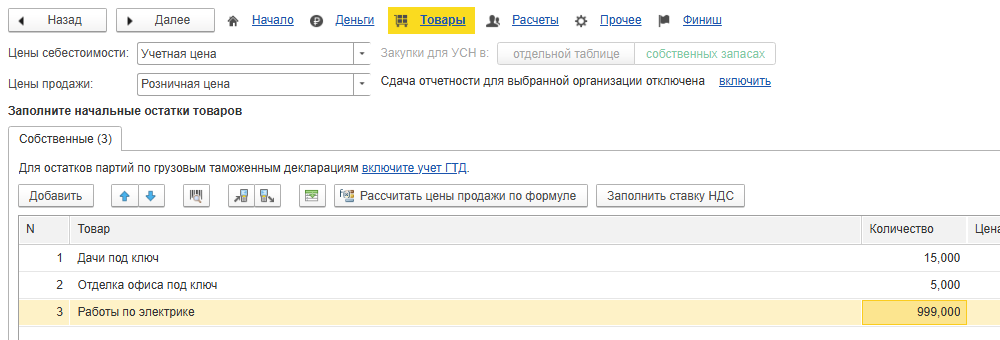 Назад Далее Начало Деньги Товары Расчеты Прочее Финиш
Цены себестоимости: Учетная цена Закупки для УСН в: отдельной таблице собственных запасах
Цены продажи: Розничная цена Сдача отчетности для выбранной организации отключена включить
Заполните начальные остатки товаров
Собственные (3)
Для остатков партий по грузовым таможенным декларациям включите учет ГТД.
Добавить Рассчитать цены продажи по формуле Заполнить ставку НДС
N Товар Количество Цена
1 Дачи под ключ 15,000
2 Отделка офиса под ключ 5,000
3 Работы по электрике 999,000